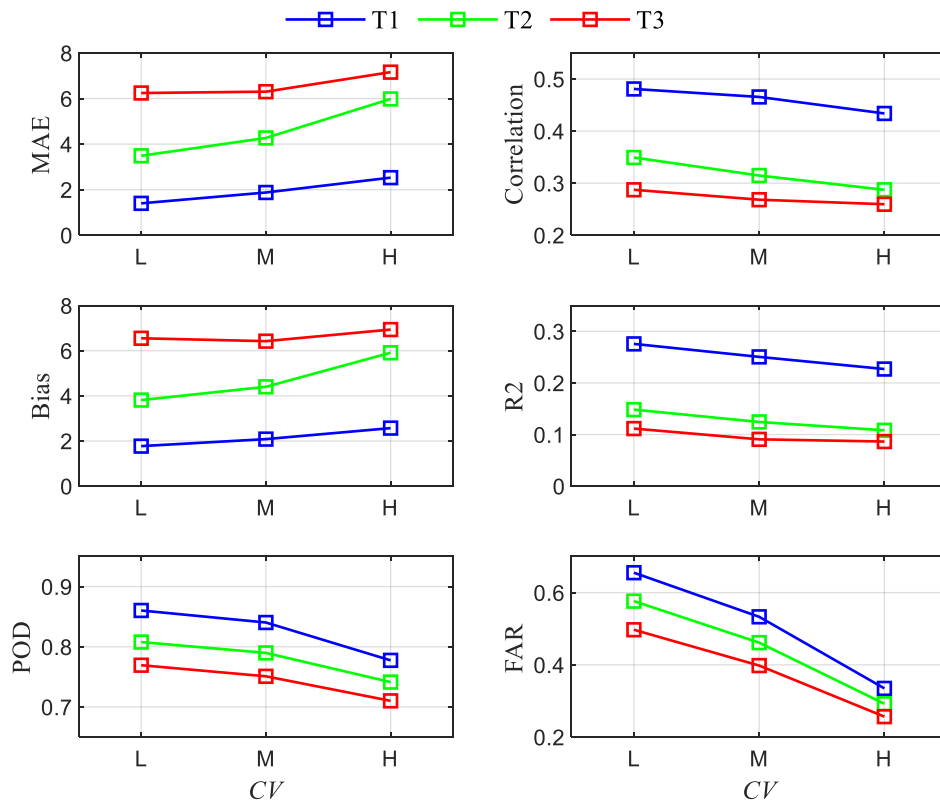 T1 T2 T3
MAE
8
6
4
2
0
L M H
Correlation
0.5
0.4
0.3
0.2
L M H
Bias
8
6
4
2
0
L M H
R2
0.3
0.2
0.1
0
L M H
POD
0.9
0.8
0.7
L M H
CV
FAR
0.6
0.4
0.2
L M H
CV